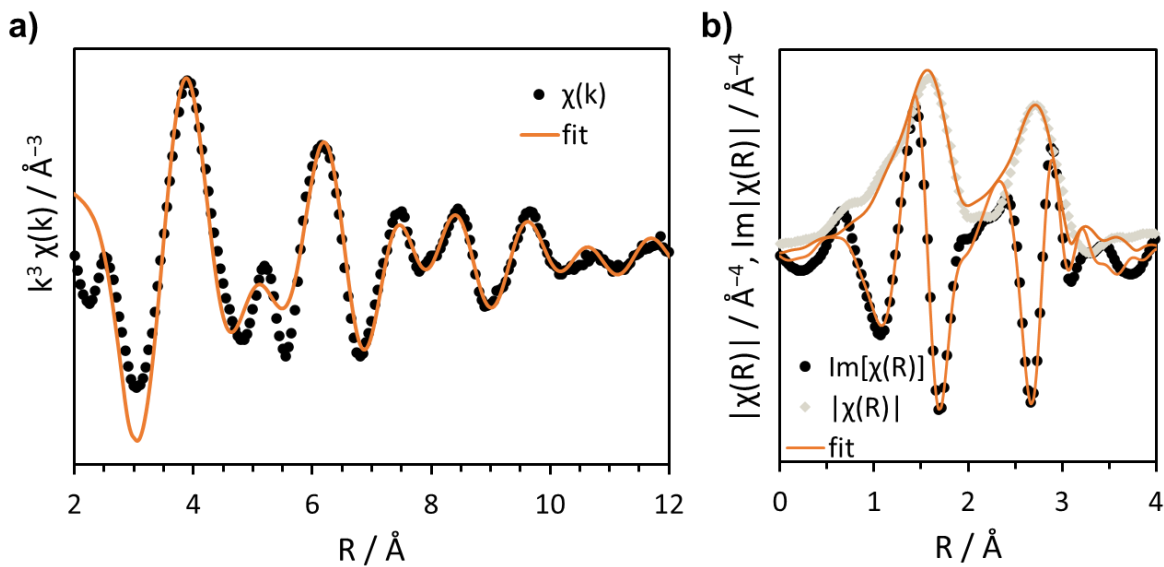 a)
k³ χ(k) / Å⁻³
χ(k)
fit
2 4 6 8 10 12
R / Å
b)
|χ(R)| / Å⁻⁴, Im|χ(R)| / Å⁻⁴
Im[χ(R)]
|χ(R)|
fit
0 1 2 3 4
R / Å